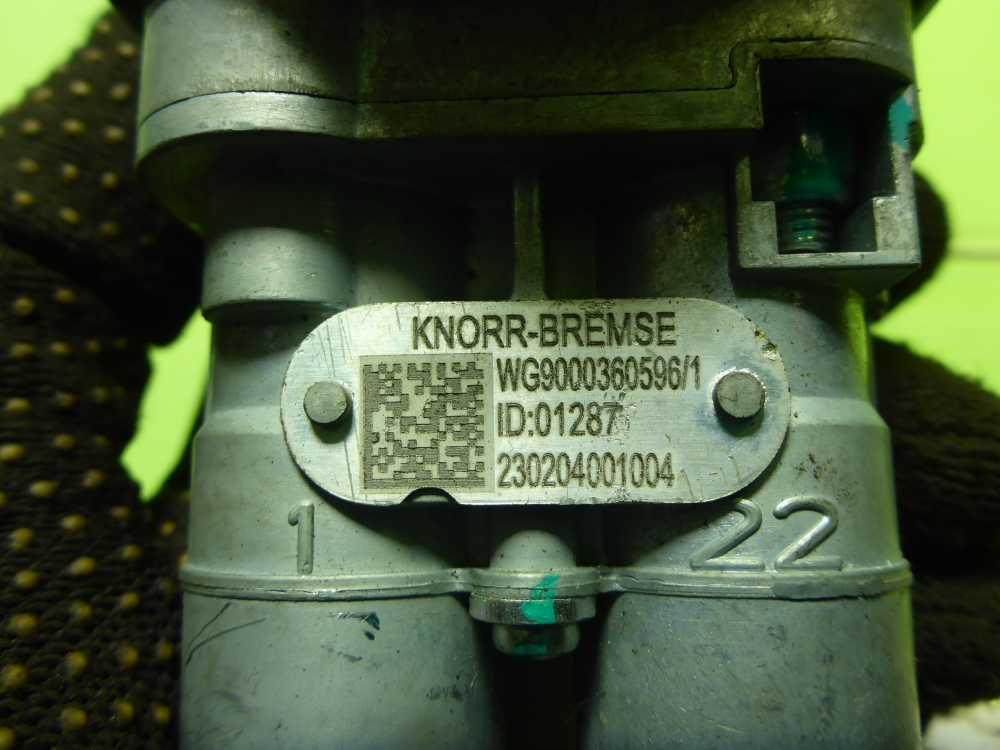 KNORR-BREMSE
WG9000360596/1
ID:01287
230204001004
1 22